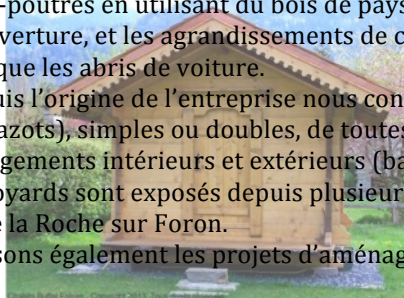 -poutres en utilisant du bois de pays
verture, et les agrandissements de c
que les abris de voiture.
uis l’origine de l’entreprise nous con
azots), simples ou doubles, de toutes
gements intérieurs et extérieurs (ba
oyards sont exposés depuis plusieur
la Roche sur Foron.
sons également les projets d’aménag